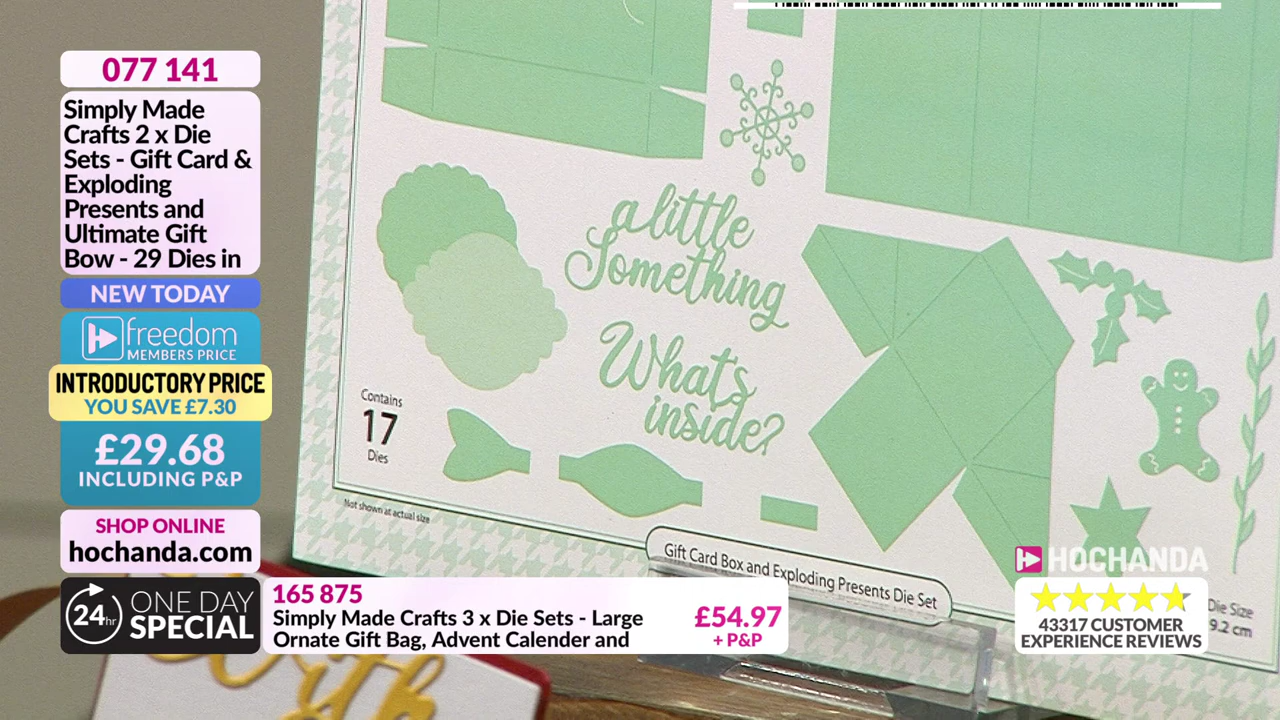 077 141
Simply Made
Crafts 2 x Die
Sets - Gift Card &
Exploding
Presents and
Ultimate Gift
Bow - 29 Dies in
NEW TODAY
freedom
MEMBERS PRICE
INTRODUCTORY PRICE
YOU SAVE £7.30
£29.68
INCLUDING P&P
SHOP ONLINE
hochanda.com
24hr
ONE DAY
SPECIAL
165 875
Simply Made Crafts 3 x Die Sets - Large
Ornate Gift Bag, Advent Calender and
£54.97
+ P&P
a little
Something
What's
inside?
Contains
17
Dies
Not shown at actual size
Gift Card Box and Exploding Presents Die Set
Die Size
9.2 cm
HOCHANDA
43317 CUSTOMER
EXPERIENCE REVIEWS